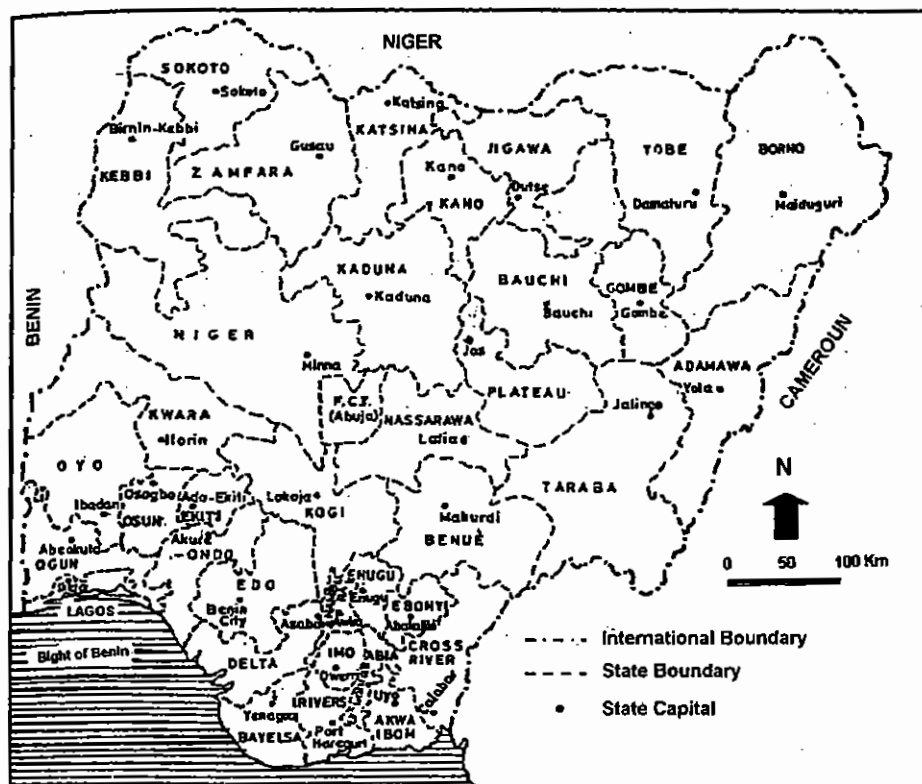 NIGER
SOKOTO
Sokoto
Katsina
KATSINA
Birnin-Kebbi
KEBBI
ZAMFARA
Gusau
JIGAWA
YOBE
BORNO
Kano
KANO
Dutse
Damaturu
Maiduguri
KADUNA
Kaduna
BAUCHI
Bauchi
GOMBE
Gombe
BENIN
NIGER
Minna
Jos
F.C.T.
(Abuja)
NASSARAWA
Lafia
PLATEAU
Jalingo
ADAMAWA
Yola
CAMEROUN
KWARA
Ilorin
OYO
Ibadan
Osogbo
OSUN
Ado-Ekiti
EKITI
Lokoja
KOGI
Makurdi
BENUE
TARABA
N
0 50 100 Km
Abeokuta
OGUN
Akure
ONDO
EDO
Benin
City
ENUGU
Enugu
EBONYI
Abakaliki
Asaba
Awka
LAGOS
Bight of Benin
DELTA
IMO
Owerri
ABIA
CROSS
RIVER
Calabar
RIVERS
Uyo
AKWA
IBOM
Yenagoa
BAYELSA
Port
Harcourt
International Boundary
State Boundary
State Capital